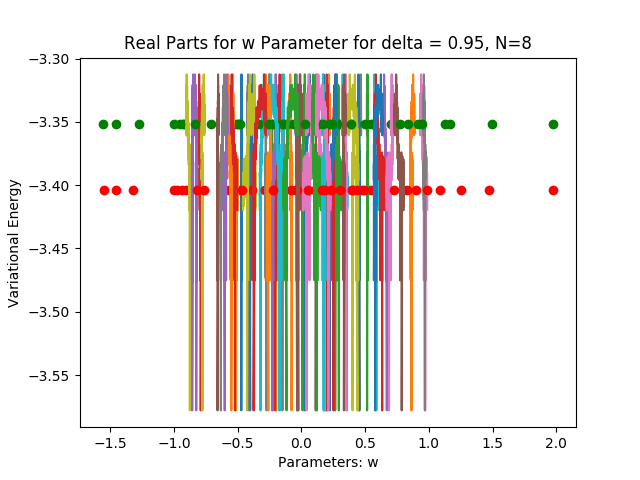 Real Parts for w Parameter for delta = 0.95, N=8
Variational Energy
−3.30
−3.35
−3.40
−3.45
−3.50
−3.55
−1.5 −1.0 −0.5 0.0 0.5 1.0 1.5 2.0
Parameters: w